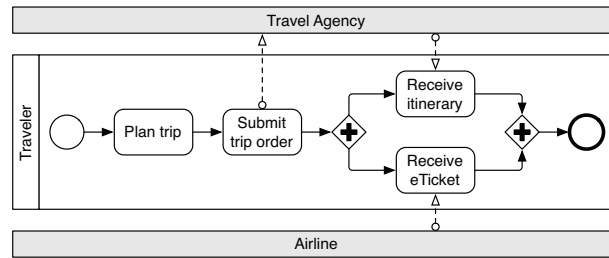 Travel Agency
Traveler
Plan trip
Submit
trip order
Receive
itinerary
Receive
eTicket
Airline